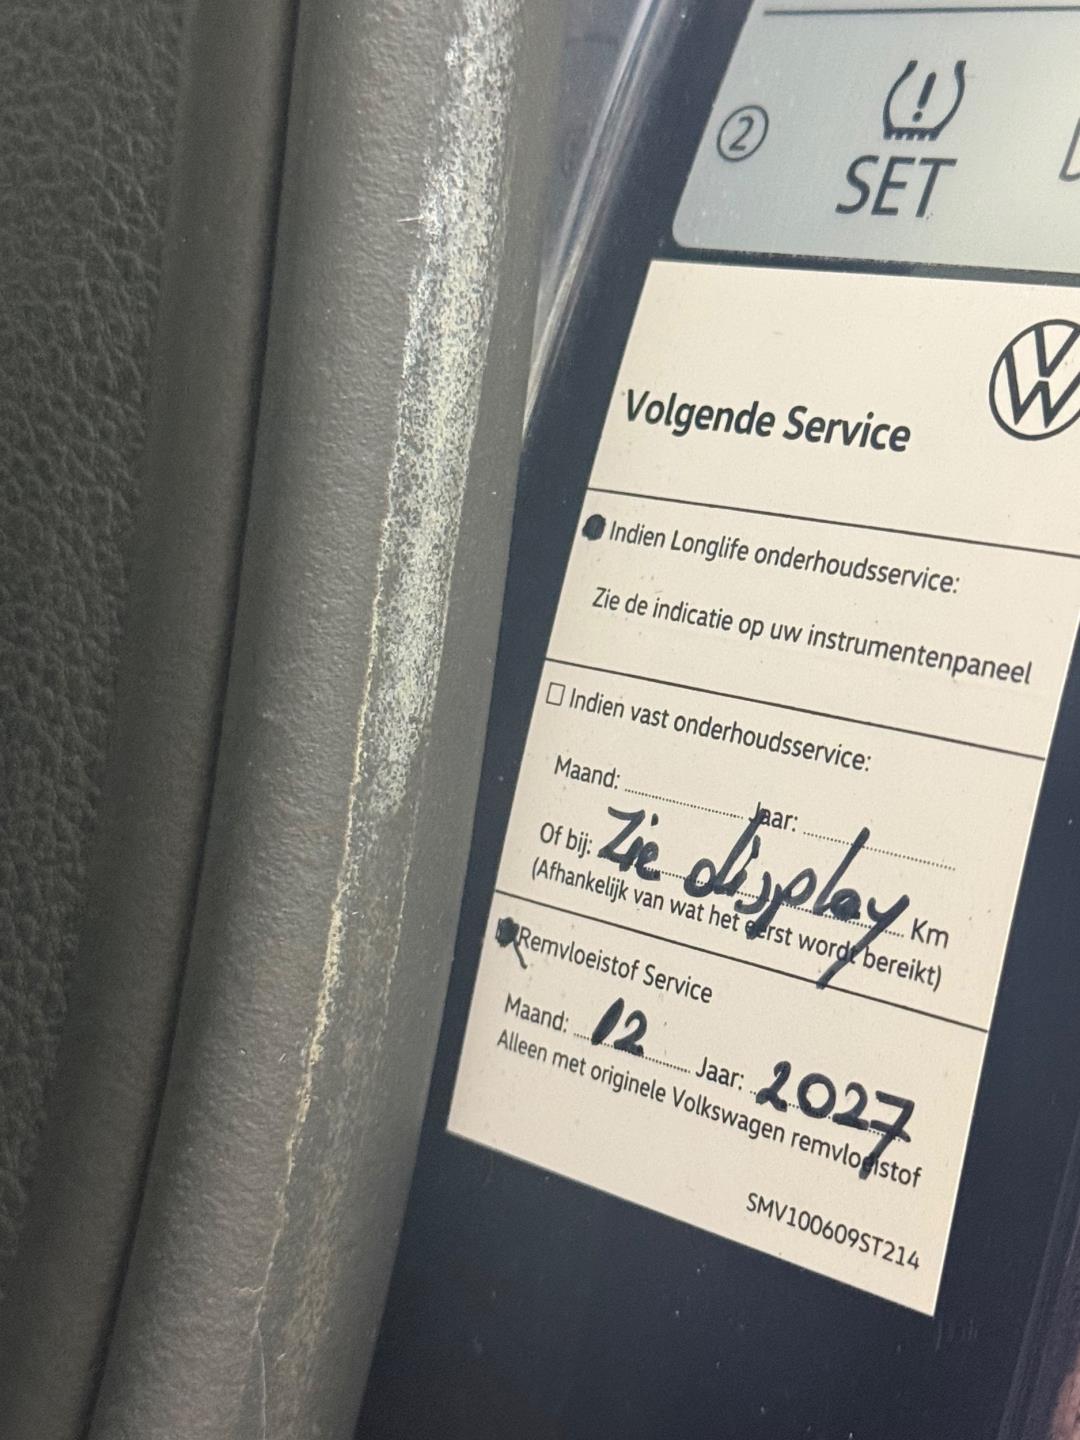 ②
SET
Volgende Service
Indien Longlife onderhoudsservice:
Zie de indicatie op uw instrumentenpaneel
☐ Indien vast onderhoudsservice:
Maand: Jaar:
Of bij: Zie display Km
(Afhankelijk van wat het eerst wordt bereikt)
Remvloeistof Service
Maand: 12 Jaar: 2027
Alleen met originele Volkswagen remvloeistof
SMV100609ST214